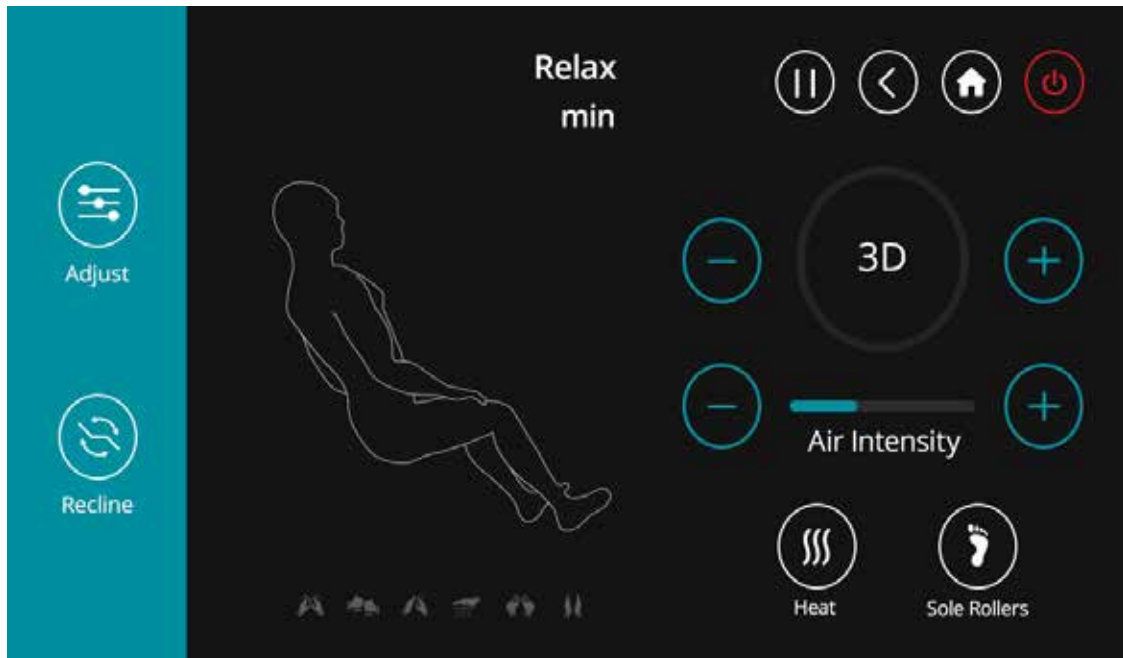 Relax
min
Adjust
3D
Air Intensity
Recline
Heat
Sole Rollers